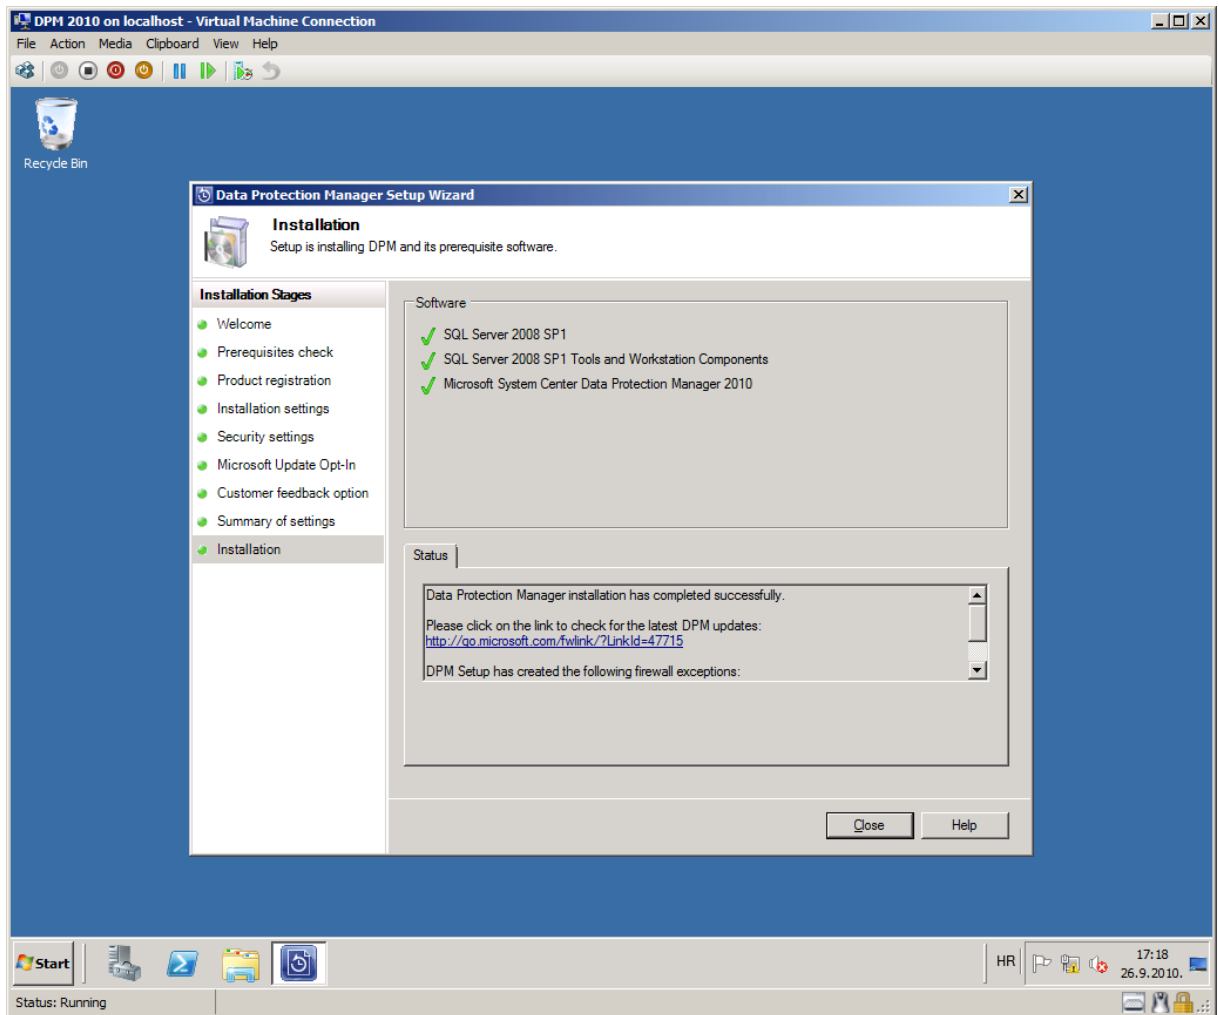 DPM 2010 on localhost - Virtual Machine Connection
File Action Media Clipboard View Help
Recycle Bin
Data Protection Manager Setup Wizard
Installation
Setup is installing DPM and its prerequisite software.
Installation Stages
Welcome
Prerequisites check
Product registration
Installation settings
Security settings
Microsoft Update Opt-In
Customer feedback option
Summary of settings
Installation
Software
SQL Server 2008 SP1
SQL Server 2008 SP1 Tools and Workstation Components
Microsoft System Center Data Protection Manager 2010
Status
Data Protection Manager installation has completed successfully.
Please click on the link to check for the latest DPM updates:
http://go.microsoft.com/fwlink/?LinkId=47715
DPM Setup has created the following firewall exceptions:
Close Help
Start
HR
17:18
26.9.2010.
Status: Running